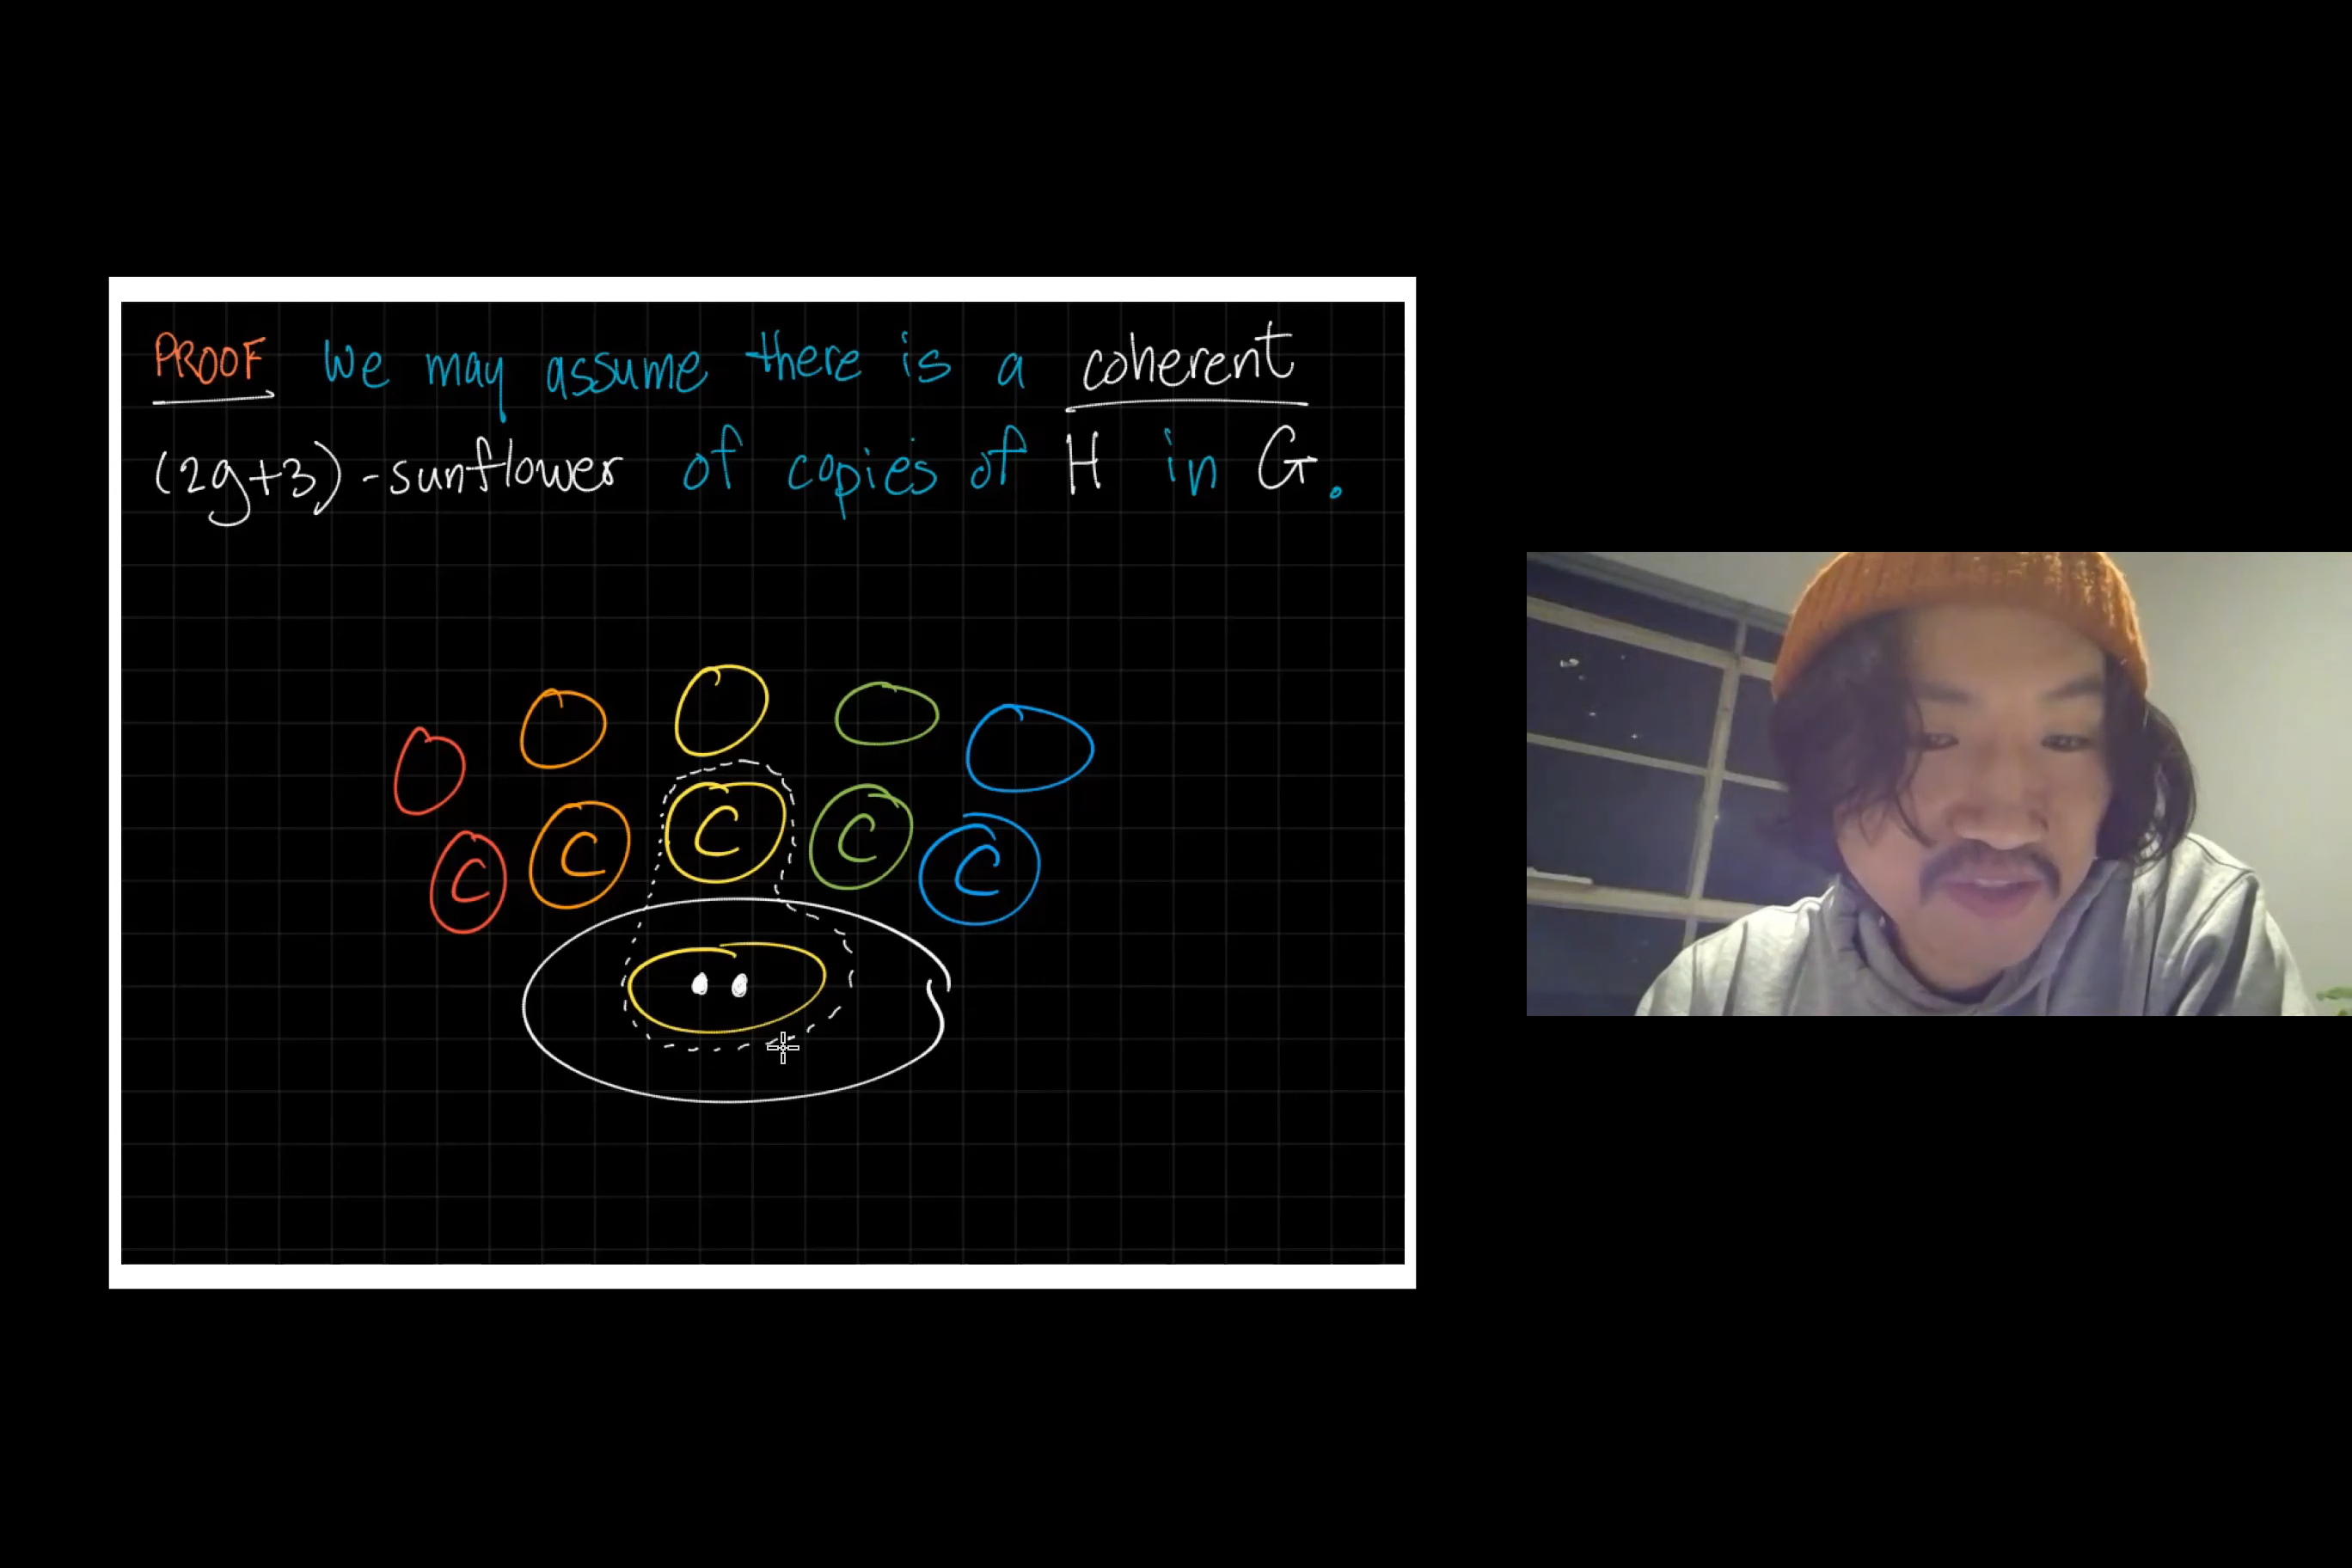 PROOF We may assume there is a coherent
(2g+3)-sunflower of copies of H in G.
C C C C C